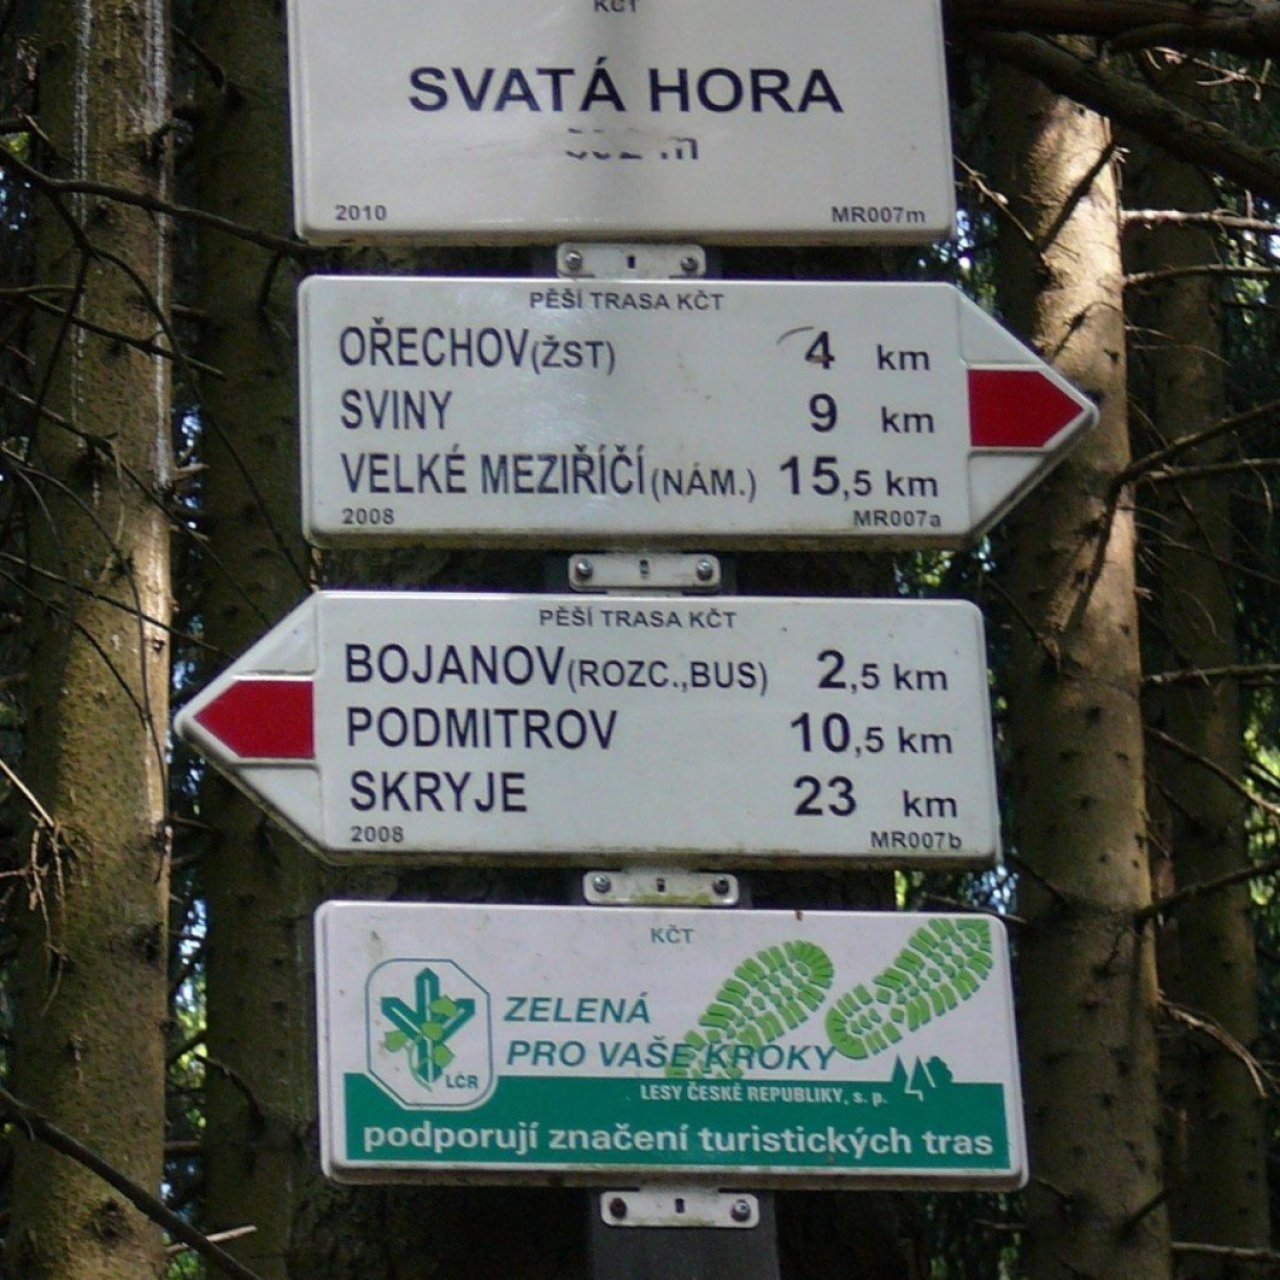 KČT
SVATÁ HORA
2010 MR007m
PĚŠÍ TRASA KČT
OŘECHOV (ŽST) 4 km
SVINY 9 km
VELKÉ MEZIŘÍČÍ (NÁM.) 15,5 km
2008 MR007a
PĚŠÍ TRASA KČT
BOJANOV (ROZC.,BUS) 2,5 km
PODMITROV 10,5 km
SKRYJE 23 km
2008 MR007b
KČT
ZELENÁ
PRO VAŠE KROKY
LČR
LESY ČESKÉ REPUBLIKY, s. p.
podporují značení turistických tras